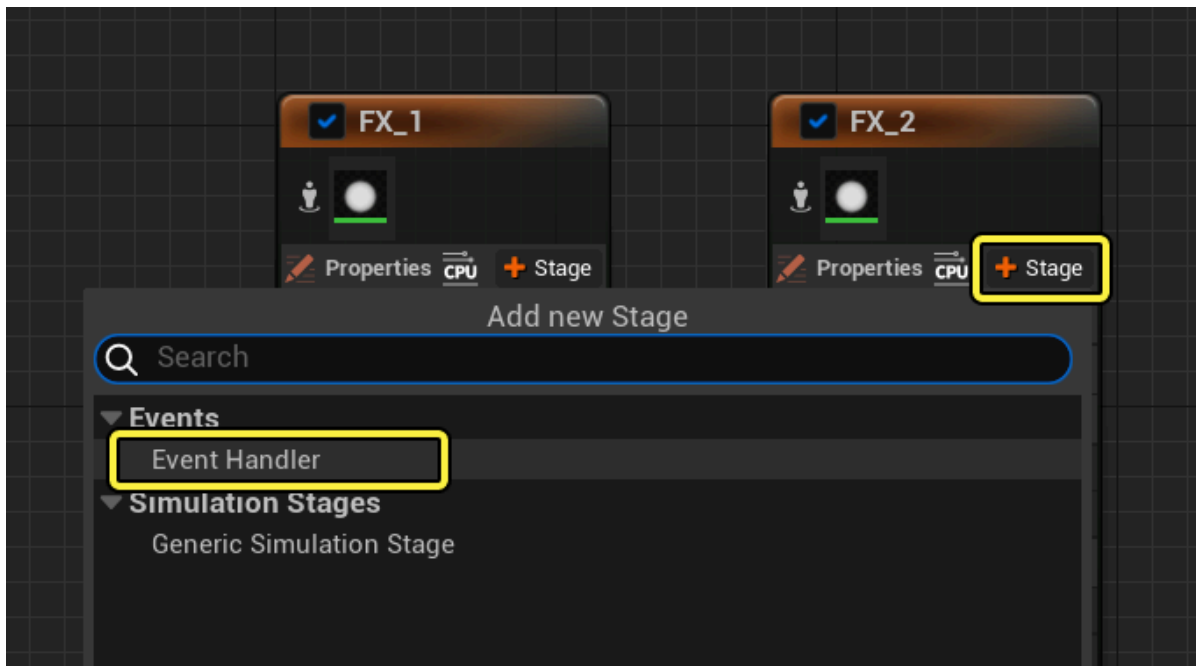 FX_1
FX_2
Properties CPU + Stage
Properties CPU + Stage
Add new Stage
Search
Events
Event Handler
Simulation Stages
Generic Simulation Stage